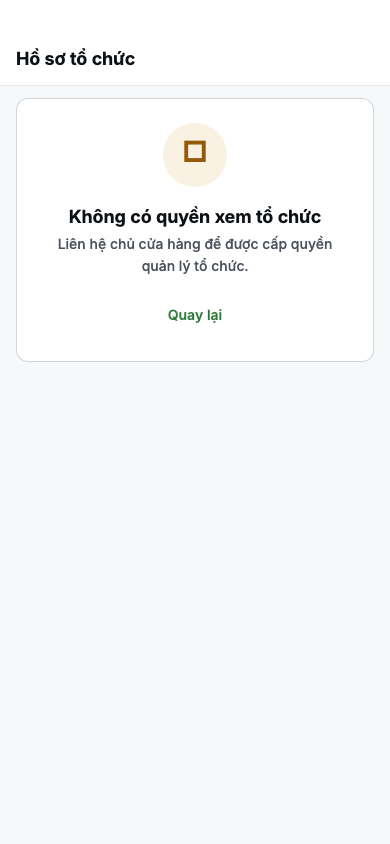 Hồ sơ tổ chức
Không có quyền xem tổ chức
Liên hệ chủ cửa hàng để được cấp quyền
quản lý tổ chức.
Quay lại